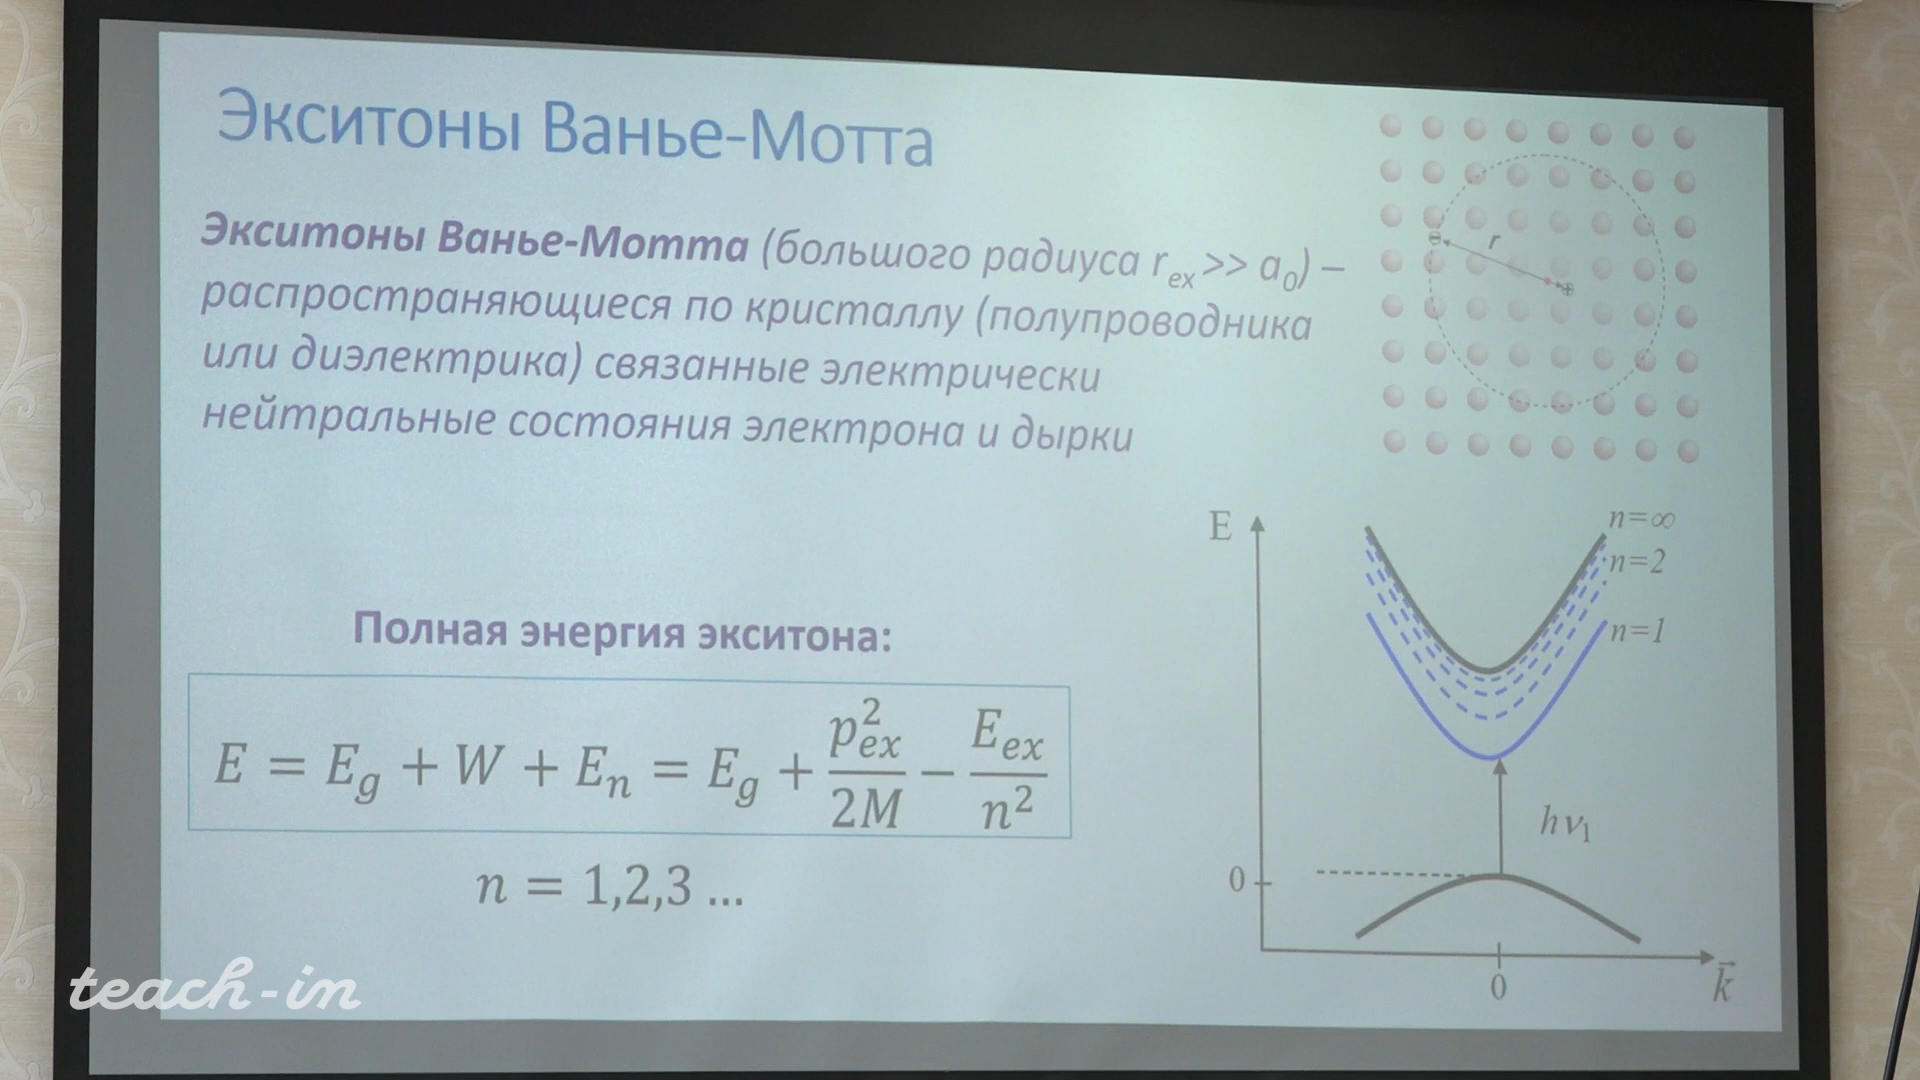 Экситоны Ванье-Мотта
Экситоны Ванье-Мотта (большого радиуса r_ex >> a_0) –
распространяющиеся по кристаллу (полупроводника
или диэлектрика) связанные электрически
нейтральные состояния электрона и дырки
⊖ r ⊕
Полная энергия экситона:
E = E_g + W + E_n = E_g + p_ex^2/2M − E_ex/n^2
n = 1,2,3 ...
E
n=∞
n=2
n=1
hν_1
0
0
k⃗
teach-in